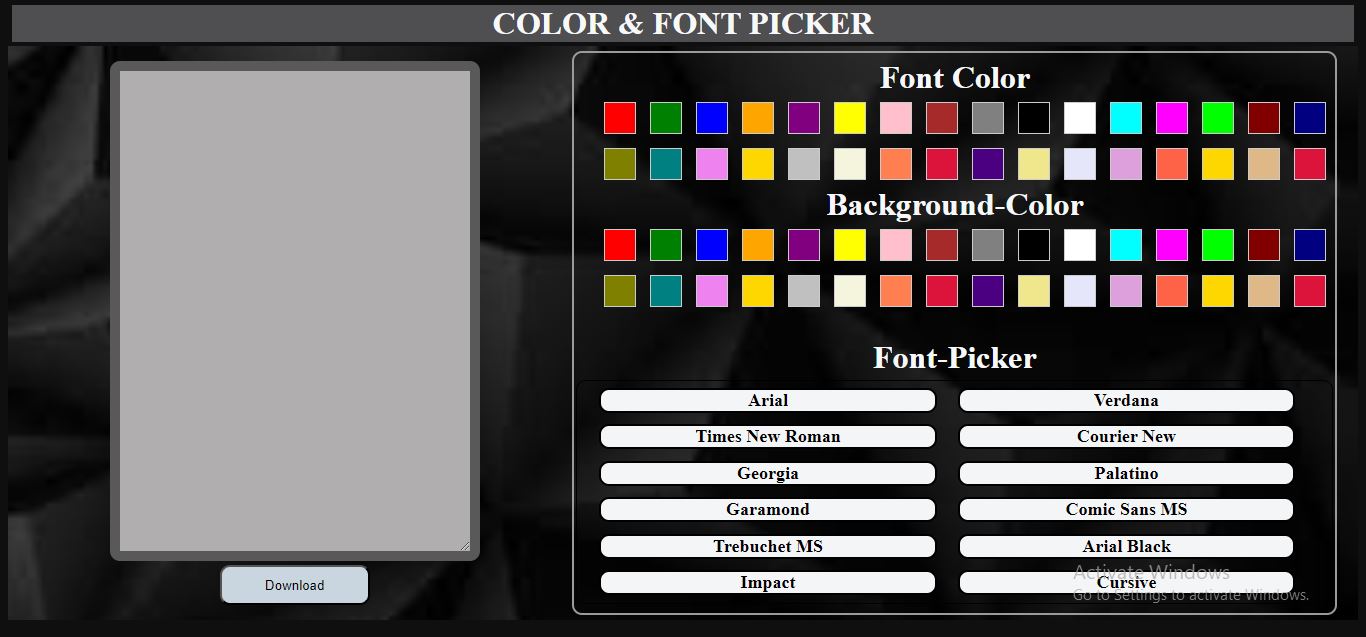 COLOR & FONT PICKER
Font Color
Background-Color
Font-Picker
Arial
Verdana
Times New Roman
Courier New
Georgia
Palatino
Garamond
Comic Sans MS
Trebuchet MS
Arial Black
Impact
Cursive
Activate Windows
Go to Settings to activate Windows.
Download